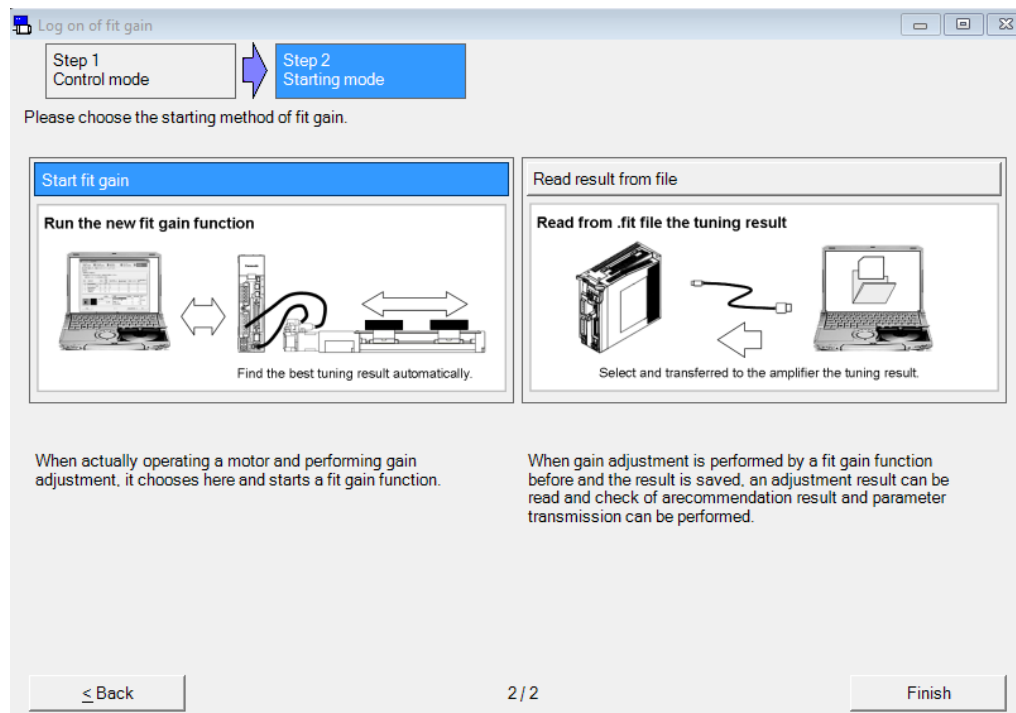 Log on of fit gain
Step 1
Control mode
Step 2
Starting mode
Please choose the starting method of fit gain.
Start fit gain
Run the new fit gain function
Find the best tuning result automatically.
When actually operating a motor and performing gain
adjustment, it chooses here and starts a fit gain function.
Read result from file
Read from .fit file the tuning result
Select and transferred to the amplifier the tuning result.
When gain adjustment is performed by a fit gain function
before and the result is saved, an adjustment result can be
read and check of arecommendation result and parameter
transmission can be performed.
< Back
2 / 2
Finish